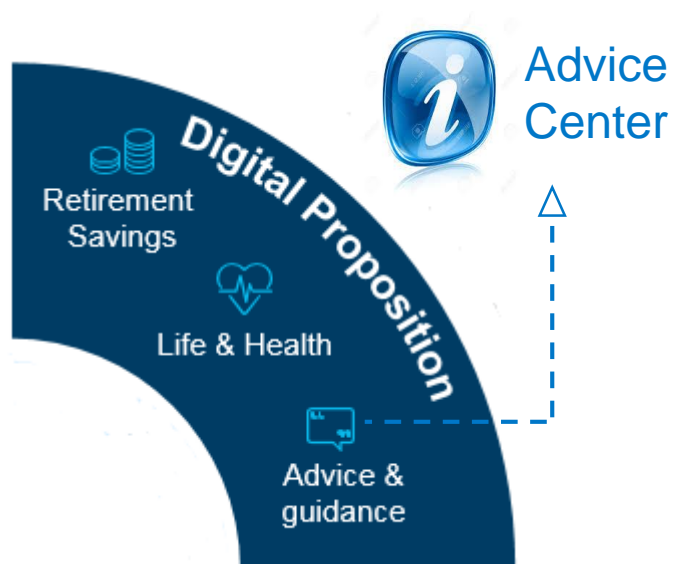 Advice
Center
Digital Proposition
Retirement
Savings
Life & Health
Advice &
guidance